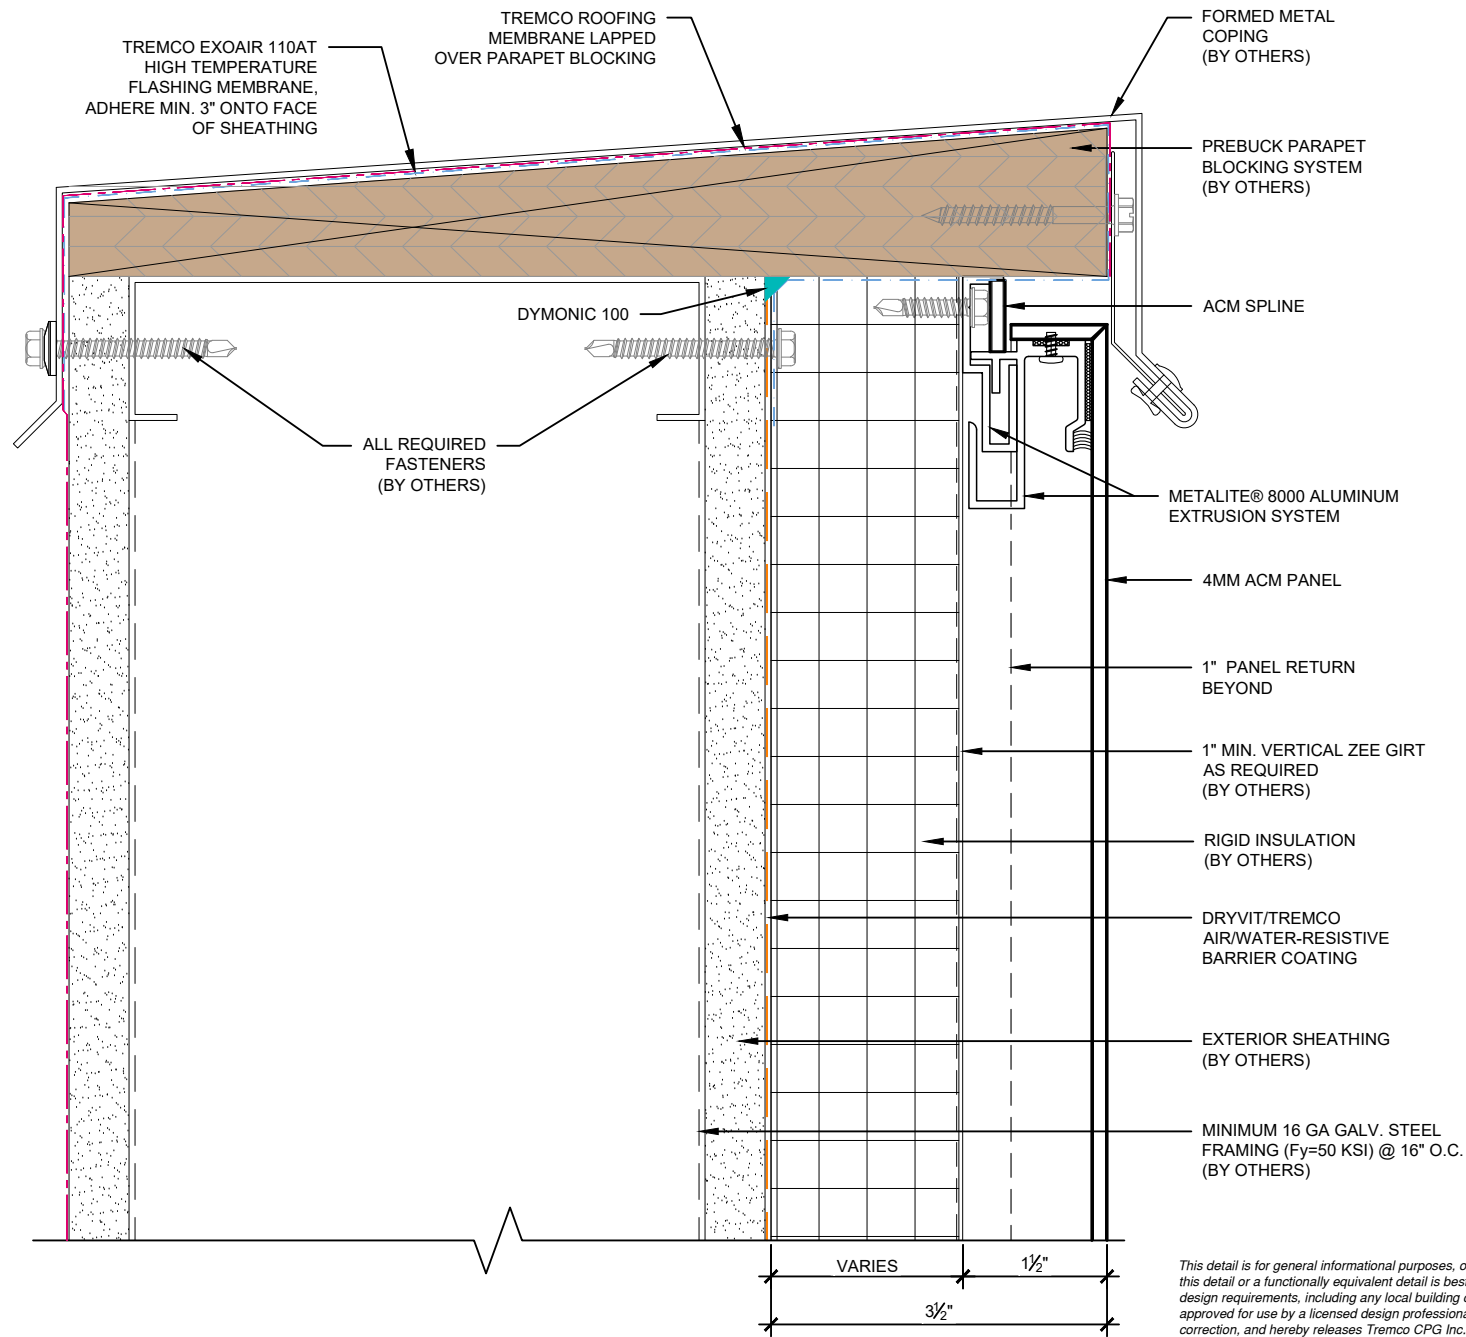 TREMCO EXOAIR 110AT
HIGH TEMPERATURE
FLASHING MEMBRANE,
ADHERE MIN. 3" ONTO FACE
OF SHEATHING
TREMCO ROOFING
MEMBRANE LAPPED
OVER PARAPET BLOCKING
FORMED METAL
COPING
(BY OTHERS)
PREBUCK PARAPET
BLOCKING SYSTEM
(BY OTHERS)
DYMONIC 100
ACM SPLINE
ALL REQUIRED
FASTENERS
(BY OTHERS)
METALITE® 8000 ALUMINUM
EXTRUSION SYSTEM
4MM ACM PANEL
1" PANEL RETURN
BEYOND
1" MIN. VERTICAL ZEE GIRT
AS REQUIRED
(BY OTHERS)
RIGID INSULATION
(BY OTHERS)
DRYVIT/TREMCO
AIR/WATER-RESISTIVE
BARRIER COATING
EXTERIOR SHEATHING
(BY OTHERS)
MINIMUM 16 GA GALV. STEEL
FRAMING (Fy=50 KSI) @ 16" O.C.
(BY OTHERS)
VARIES
1½"
3½"
This detail is for general informational purposes,
this detail or a functionally equivalent detail is
design requirements, including any local building
approved for use by a licensed design
correction, and hereby releases Tremco CPG Inc.